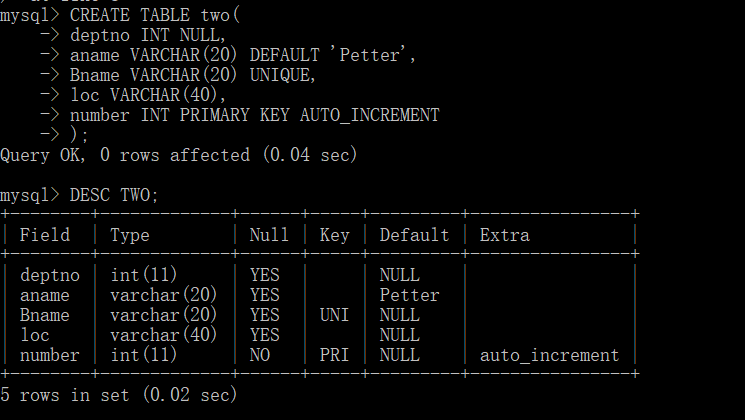 mysql> CREATE TABLE two(
    -> deptno INT NULL,
    -> aname VARCHAR(20) DEFAULT 'Petter',
    -> Bname VARCHAR(20) UNIQUE,
    -> loc VARCHAR(40),
    -> number INT PRIMARY KEY AUTO_INCREMENT
    -> );
Query OK, 0 rows affected (0.04 sec)

mysql> DESC TWO;
+--------+-------------+------+-----+---------+----------------+
| Field  | Type        | Null | Key | Default | Extra          |
+--------+-------------+------+-----+---------+----------------+
| deptno | int(11)     | YES  |     | NULL    |                |
| aname  | varchar(20) | YES  |     | Petter  |                |
| Bname  | varchar(20) | YES  | UNI | NULL    |                |
| loc    | varchar(40) | YES  |     | NULL    |                |
| number | int(11)     | NO   | PRI | NULL    | auto_increment |
+--------+-------------+------+-----+---------+----------------+
5 rows in set (0.02 sec)